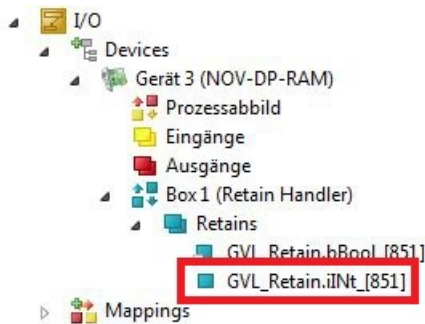 I/O
Devices
Gerät 3 (NOV-DP-RAM)
Prozessabbild
Eingänge
Ausgänge
Box 1 (Retain Handler)
Retains
GVL_Retain.bBool_[851]
GVL_Retain.iINt_[851]
Mappings